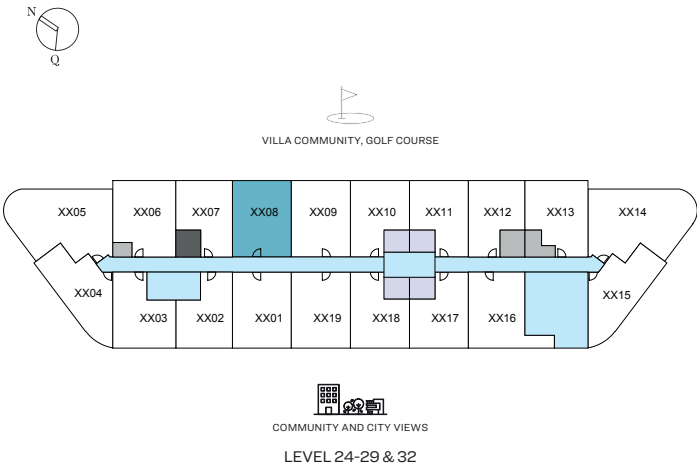 N
Q
VILLA COMMUNITY, GOLF COURSE
XX05 XX06 XX07 XX08 XX09 XX10 XX11 XX12 XX13 XX14
XX04 XX15
XX03 XX02 XX01 XX19 XX18 XX17 XX16
COMMUNITY AND CITY VIEWS
LEVEL 24-29 & 32